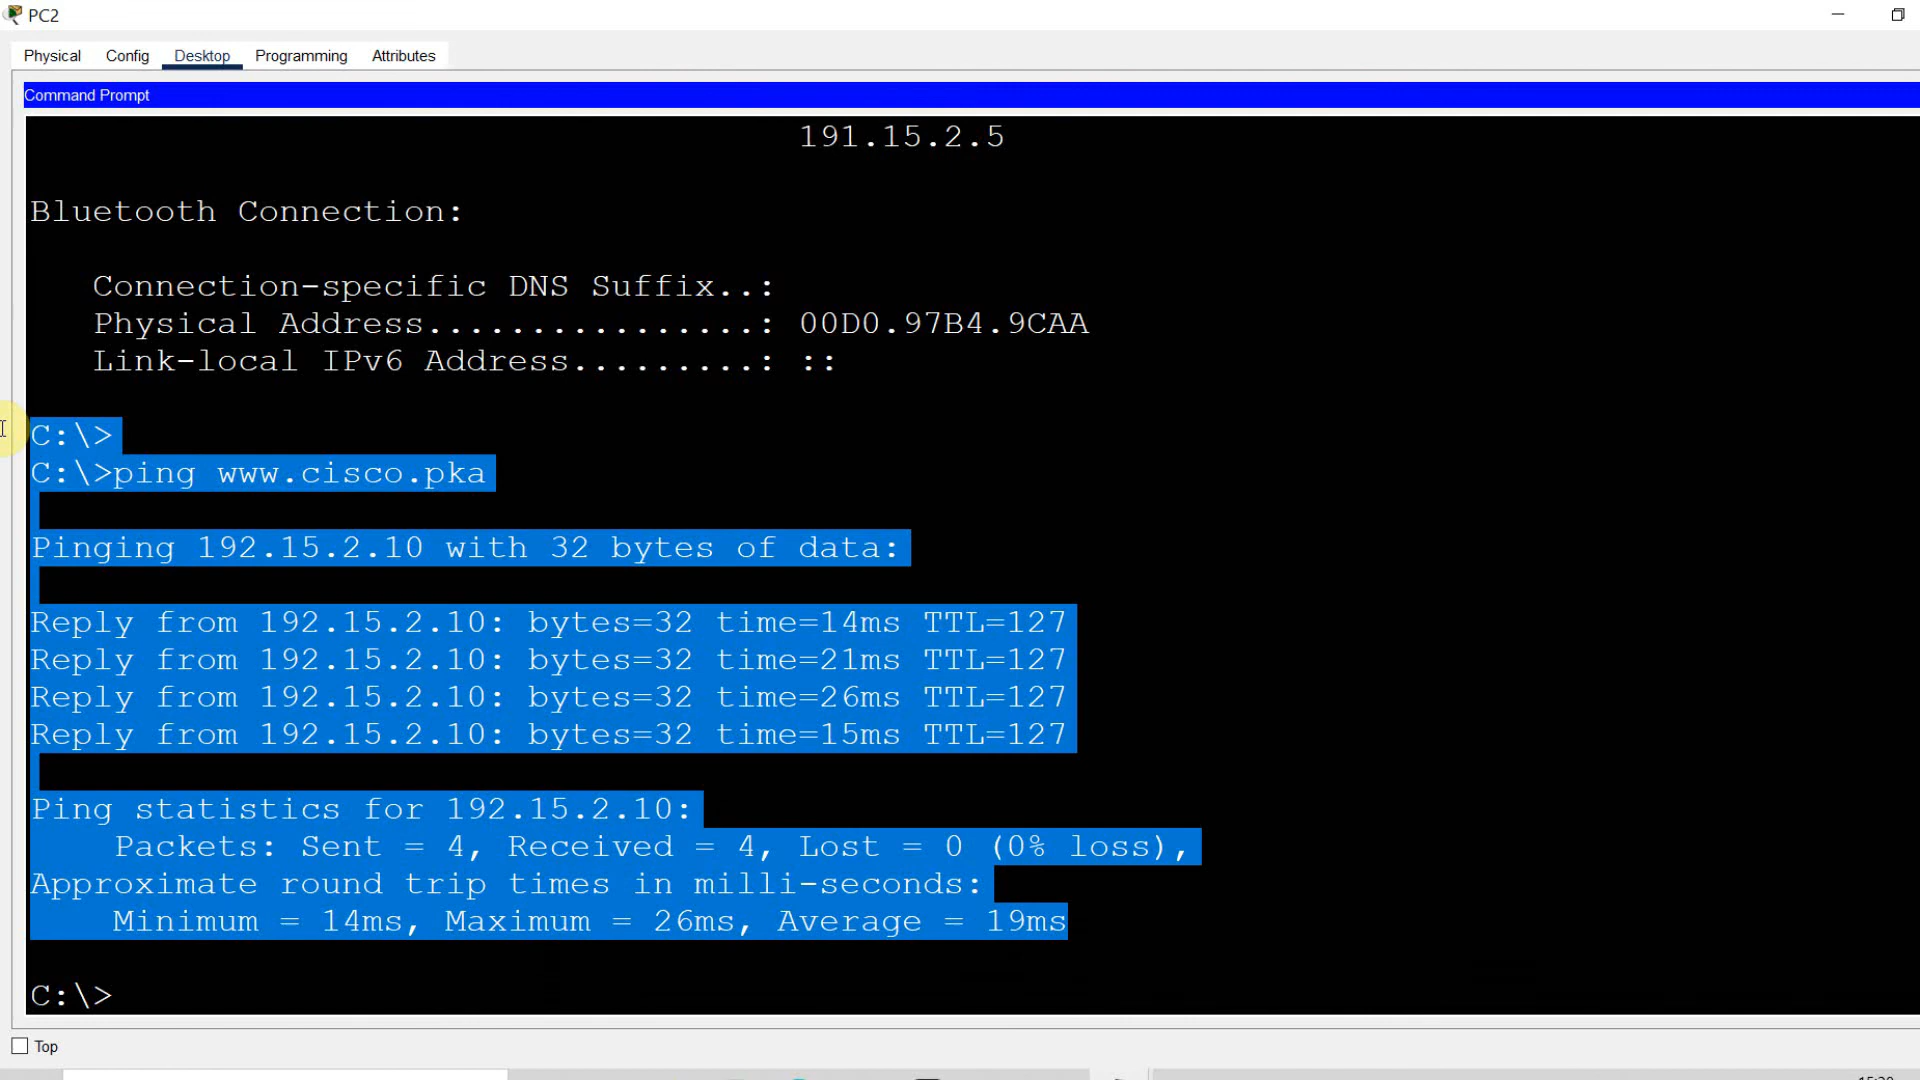 PC2
Physical Config Desktop Programming Attributes
Command Prompt
191.15.2.5
Bluetooth Connection:
Connection-specific DNS Suffix..:
Physical Address................: 00D0.97B4.9CAA
Link-local IPv6 Address.........: ::
C:\>
C:\>ping www.cisco.pka
Pinging 192.15.2.10 with 32 bytes of data:
Reply from 192.15.2.10: bytes=32 time=14ms TTL=127
Reply from 192.15.2.10: bytes=32 time=21ms TTL=127
Reply from 192.15.2.10: bytes=32 time=26ms TTL=127
Reply from 192.15.2.10: bytes=32 time=15ms TTL=127
Ping statistics for 192.15.2.10:
Packets: Sent = 4, Received = 4, Lost = 0 (0% loss),
Approximate round trip times in milli-seconds:
Minimum = 14ms, Maximum = 26ms, Average = 19ms
C:\>
Top